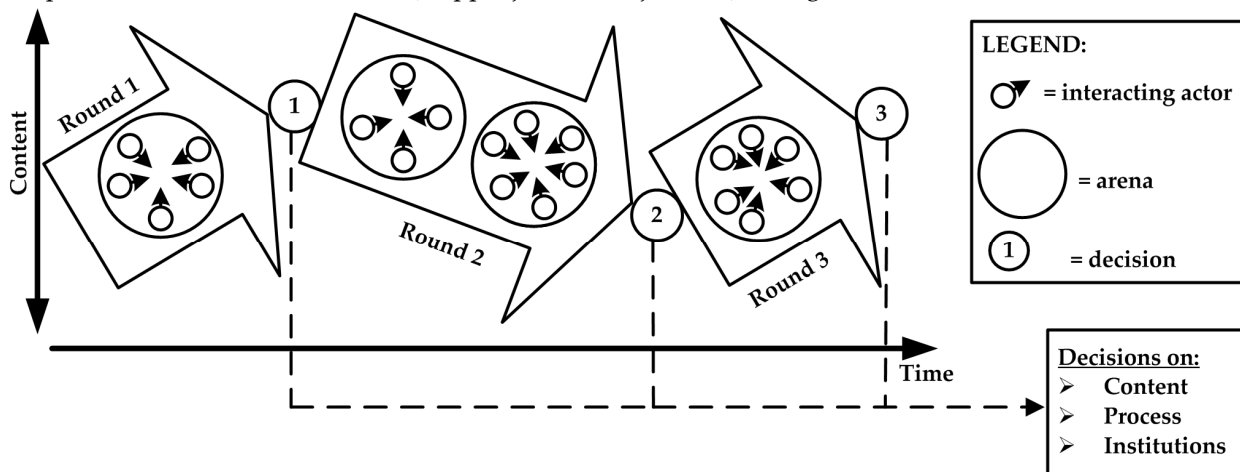 Content
Round 1
1
Round 2
2
Round 3
3
Time
LEGEND:
= interacting actor
= arena
1
= decision
Decisions on:
➢ Content
➢ Process
➢ Institutions